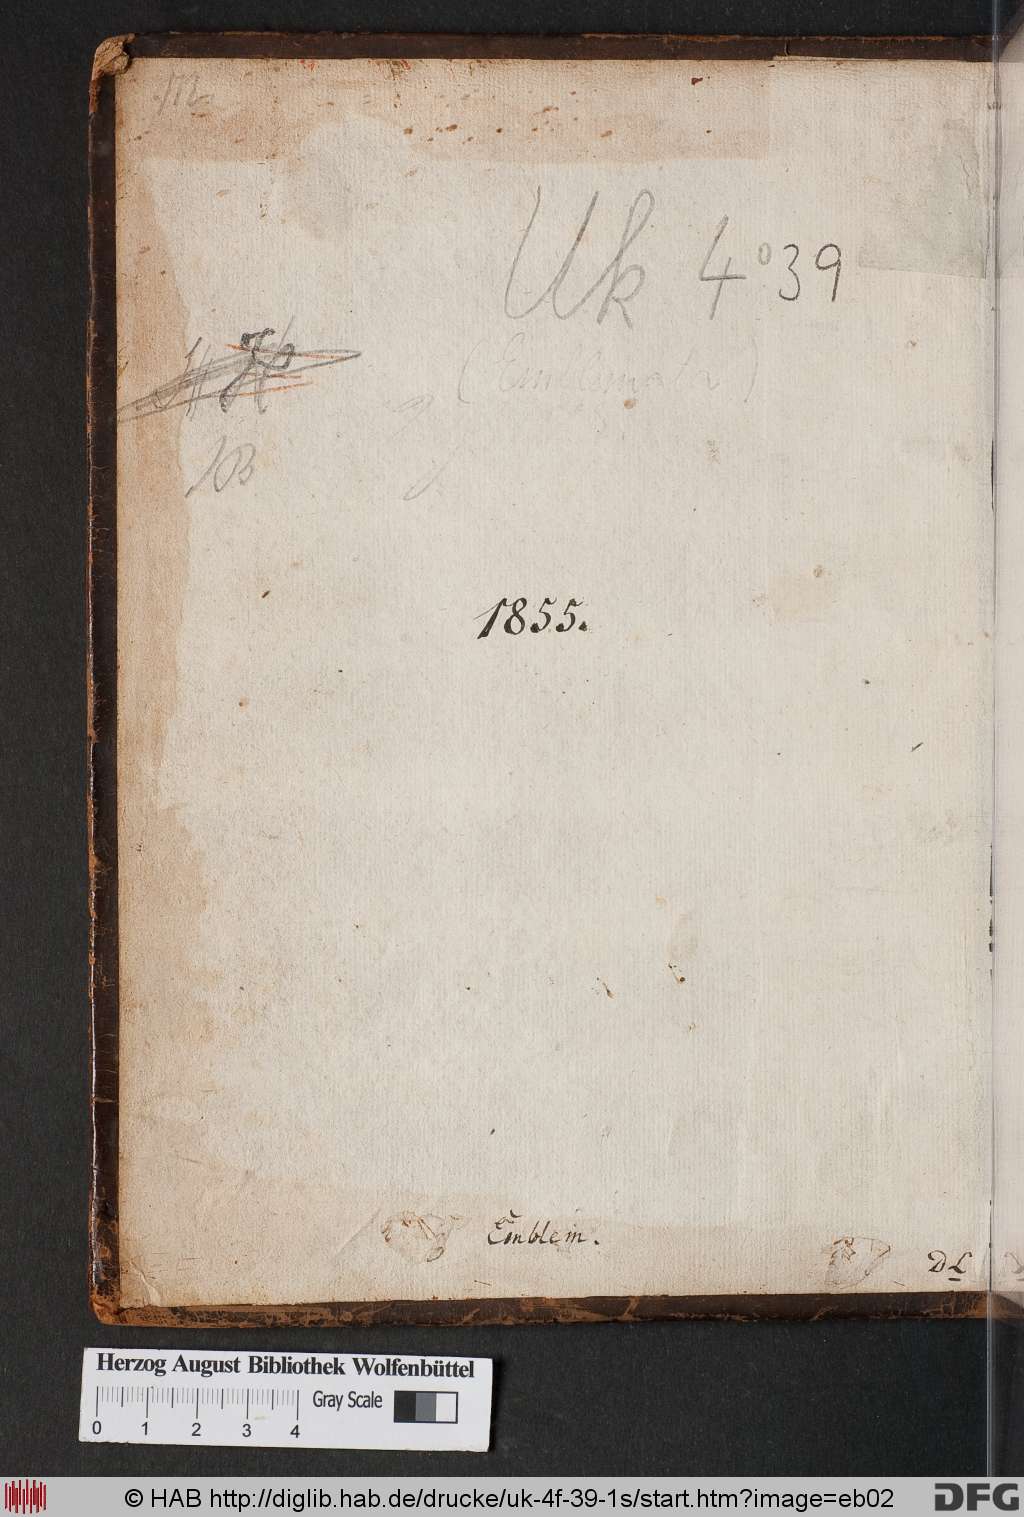 Uk 4° 39
(Emblemata)
1855.
Emblem.
DL
Herzog August Bibliothek Wolfenbüttel
Gray Scale
0 1 2 3 4
© HAB http://diglib.hab.de/drucke/uk-4f-39-1s/start.htm?image=eb02
DFG